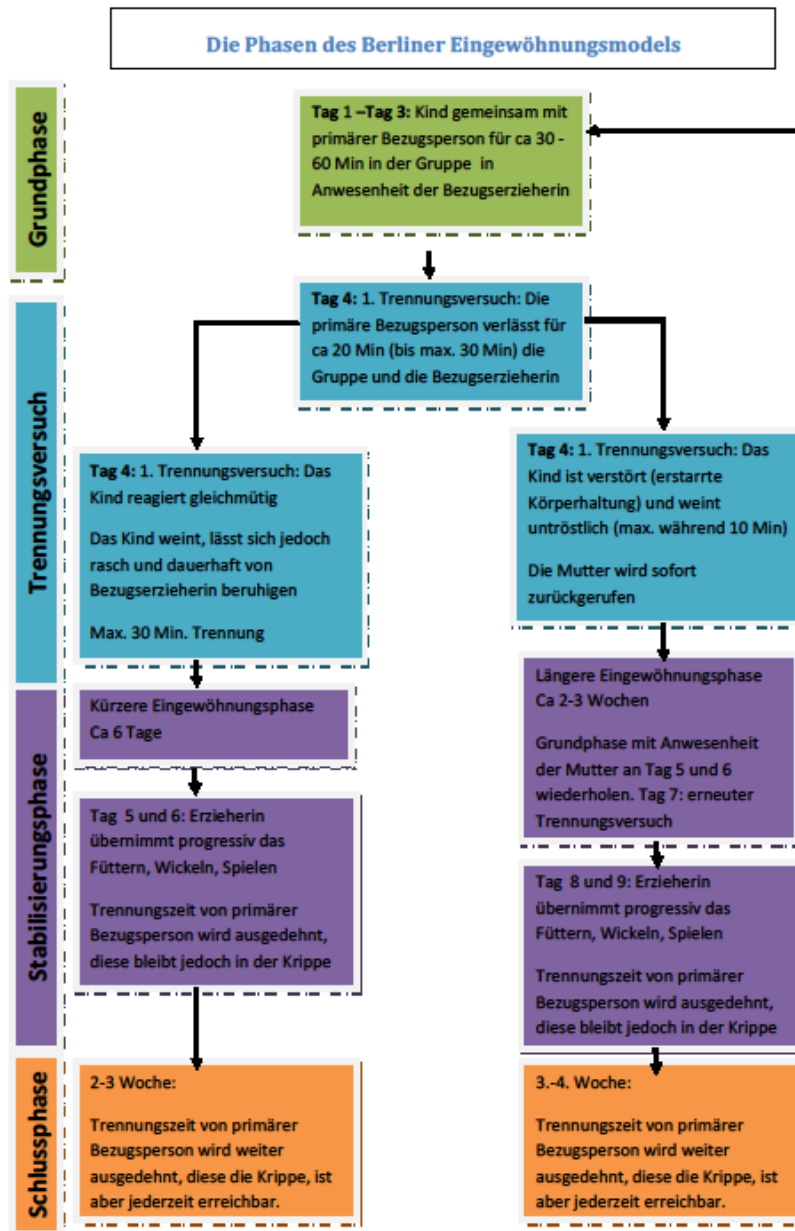 Die Phasen des Berliner Eingewöhnungsmodels
Grundphase
Tag 1 –Tag 3: Kind gemeinsam mit
primärer Bezugsperson für ca 30 -
60 Min in der Gruppe in
Anwesenheit der Bezugserzieherin
Trennungsversuch
Tag 4: 1. Trennungsversuch: Die
primäre Bezugsperson verlässt für
ca 20 Min (bis max. 30 Min) die
Gruppe und die Bezugserzieherin
Tag 4: 1. Trennungsversuch: Das
Kind reagiert gleichmütig
Das Kind weint, lässt sich jedoch
rasch und dauerhaft von
Bezugserzieherin beruhigen
Max. 30 Min. Trennung
Tag 4: 1. Trennungsversuch: Das
Kind ist verstört (erstarrte
Körperhaltung) und weint
untröstlich (max. während 10 Min)
Die Mutter wird sofort
zurückgerufen
Stabilisierungsphase
Kürzere Eingewöhnungsphase
Ca 6 Tage
Tag 5 und 6: Erzieherin
übernimmt progressiv das
Füttern, Wickeln, Spielen
Trennungszeit von primärer
Bezugsperson wird ausgedehnt,
diese bleibt jedoch in der Krippe
Längere Eingewöhnungsphase
Ca 2-3 Wochen
Grundphase mit Anwesenheit
der Mutter an Tag 5 und 6
wiederholen. Tag 7: erneuter
Trennungsversuch
Tag 8 und 9: Erzieherin
übernimmt progressiv das
Füttern, Wickeln, Spielen
Trennungszeit von primärer
Bezugsperson wird ausgedehnt,
diese bleibt jedoch in der Krippe
Schlussphase
2-3 Woche:
Trennungszeit von primärer
Bezugsperson wird weiter
ausgedehnt, diese die Krippe, ist
aber jederzeit erreichbar.
3.-4. Woche:
Trennungszeit von primärer
Bezugsperson wird weiter
ausgedehnt, diese die Krippe, ist
aber jederzeit erreichbar.